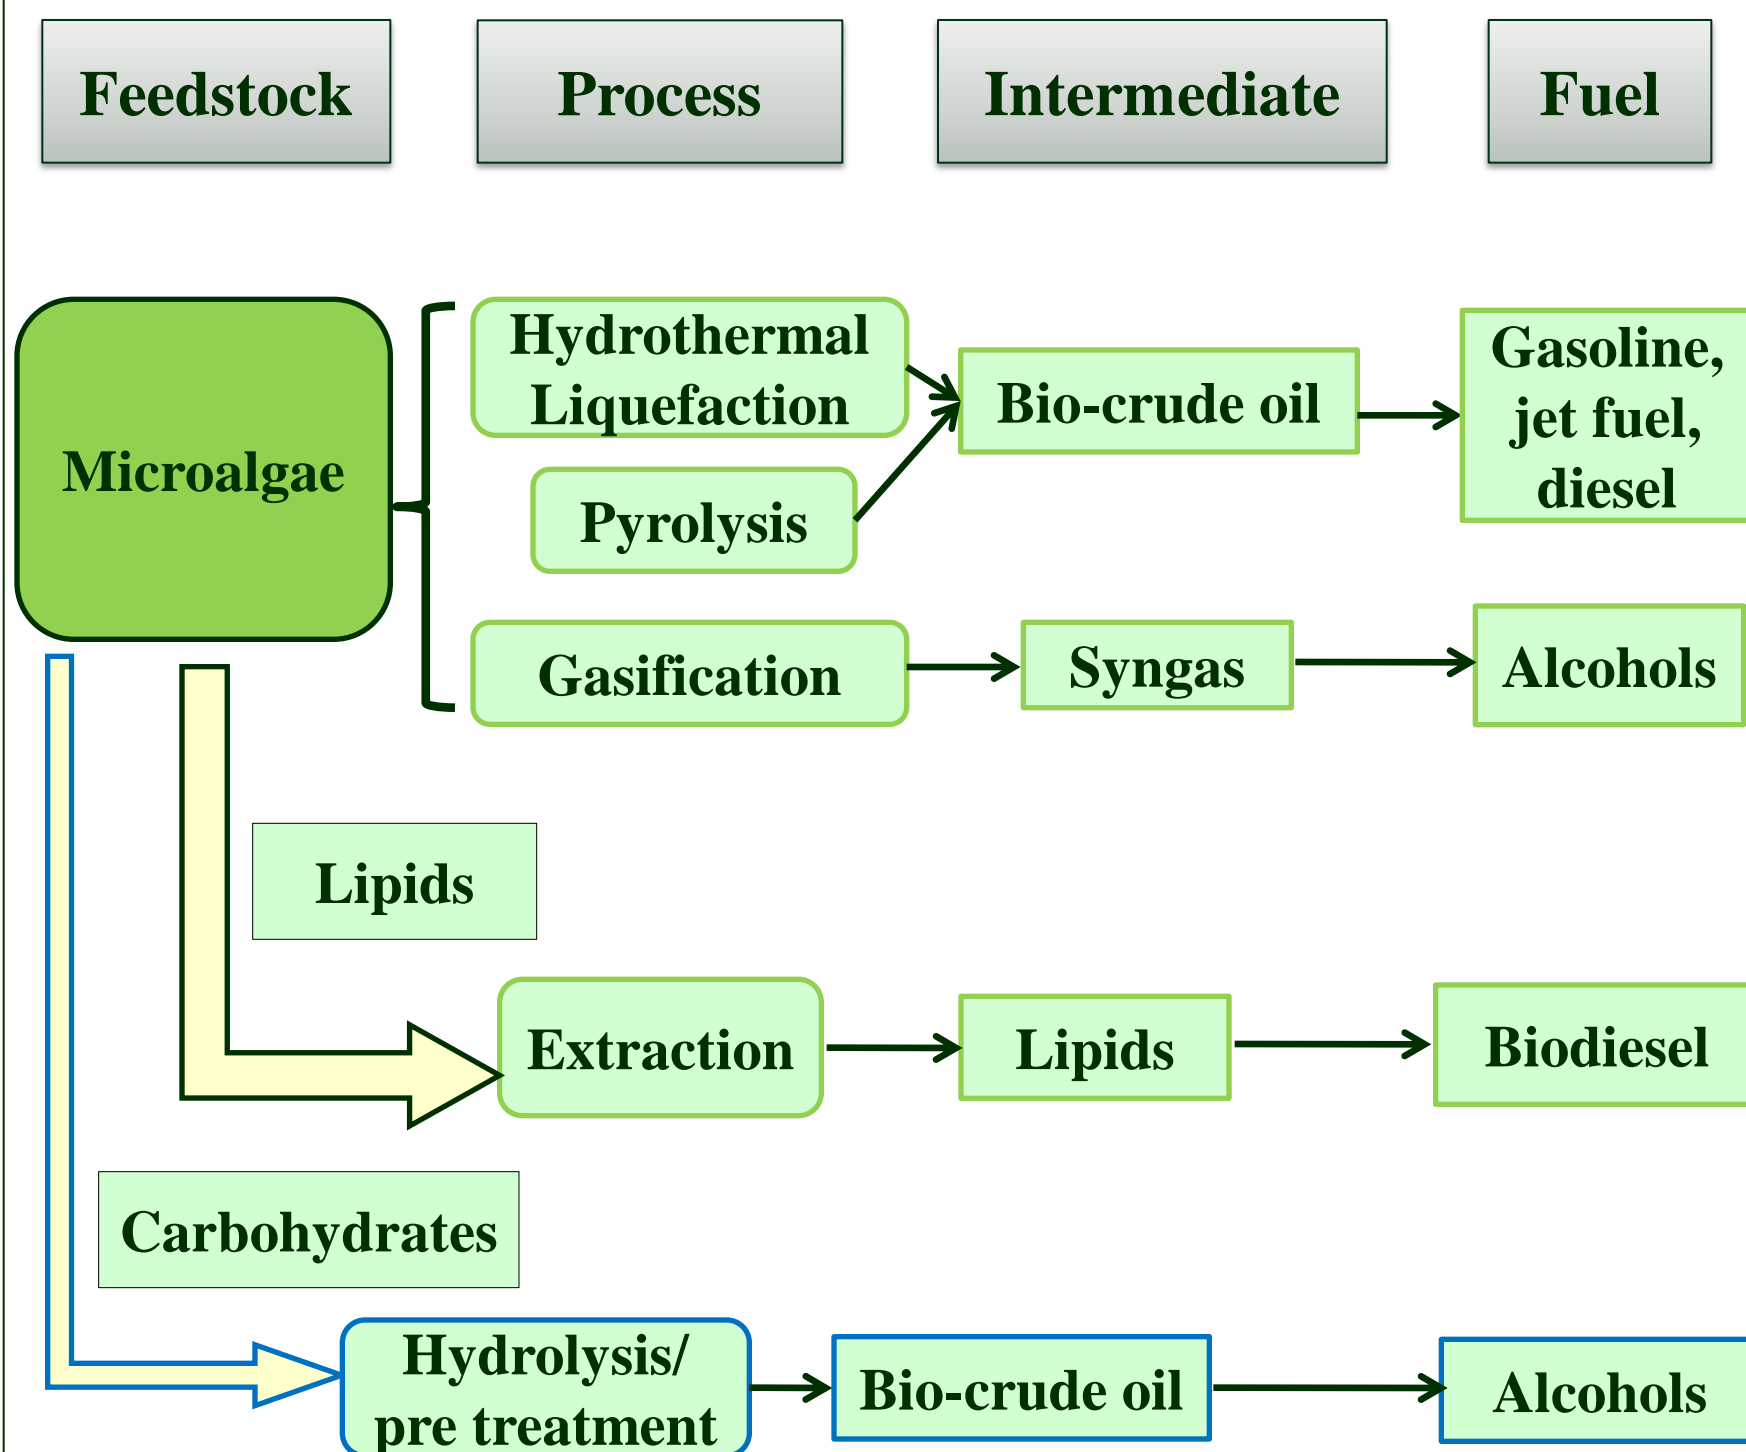 Feedstock
Process
Intermediate
Fuel
Microalgae
Hydrothermal
Liquefaction
Pyrolysis
Gasification
Bio-crude oil
Syngas
Gasoline,
jet fuel,
diesel
Alcohols
Lipids
Extraction
Lipids
Biodiesel
Carbohydrates
Hydrolysis/
pre treatment
Bio-crude oil
Alcohols